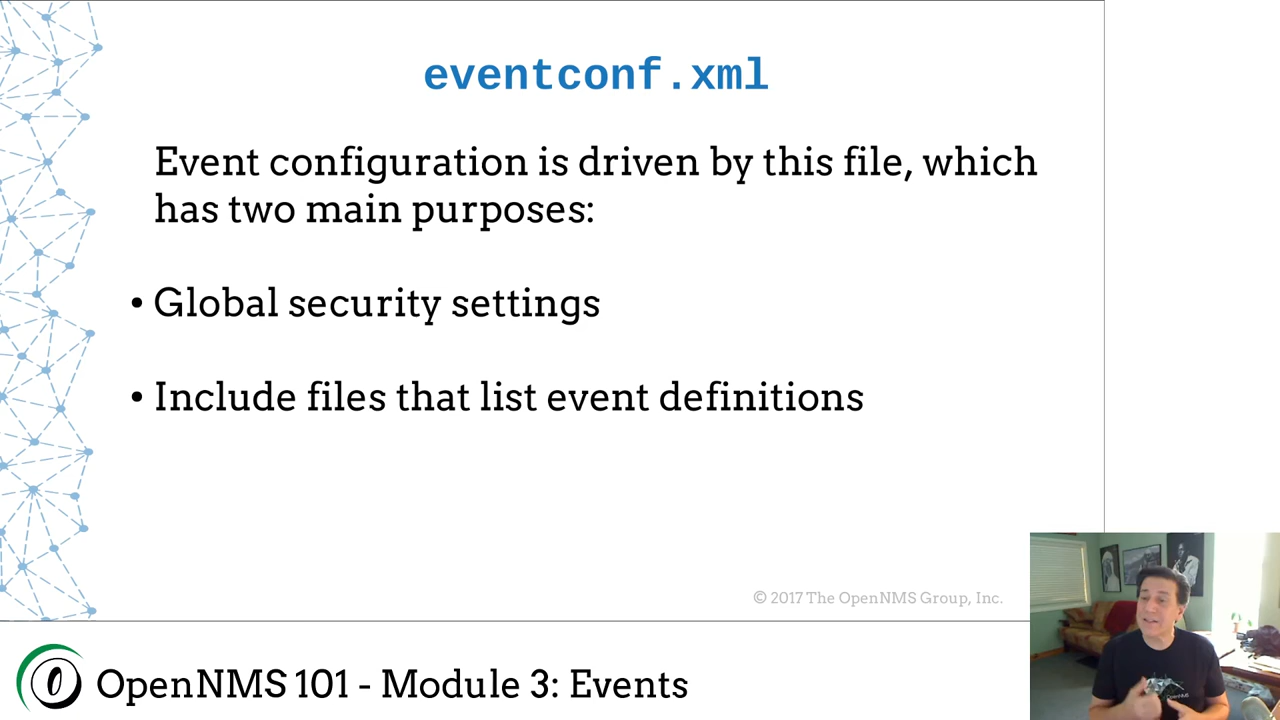 eventconf.xml
Event configuration is driven by this file, which
has two main purposes:
• Global security settings
• Include files that list event definitions
© 2017 The OpenNMS Group, Inc.
OpenNMS 101 - Module 3: Events
OpenNMS